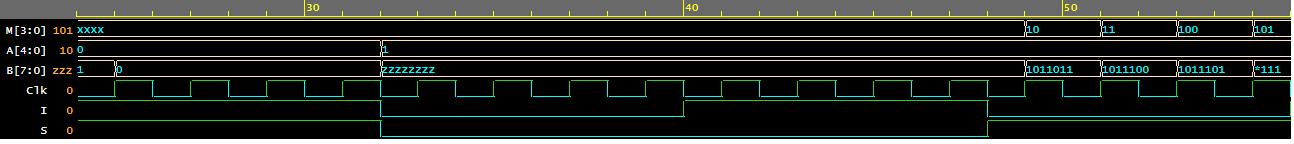 30 40 50
M[3:0] 101 xxxx 10 11 100 101
A[4:0] 10 0 1
B[7:0] zzz 1 0 zzzzzzzz 1011011 1011100 1011101 *111
Clk 0
I 0
S 0